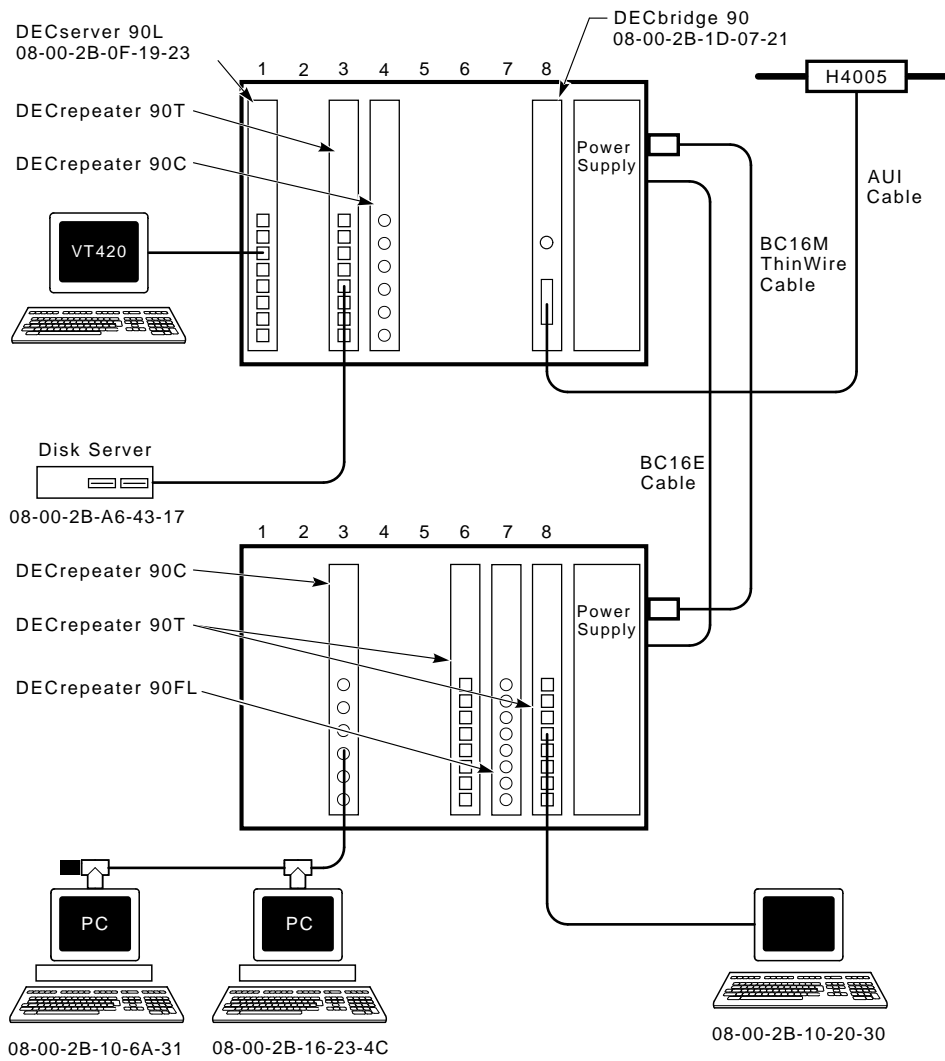 DECserver 90L
08-00-2B-0F-19-23
DECbridge 90
08-00-2B-1D-07-21
1 2 3 4 5 6 7 8
H4005
DECrepeater 90T
DECrepeater 90C
Power
Supply
AUI
Cable
VT420
BC16M
ThinWire
Cable
Disk Server
08-00-2B-A6-43-17
BC16E
Cable
1 2 3 4 5 6 7 8
DECrepeater 90C
DECrepeater 90T
DECrepeater 90FL
Power
Supply
PC
PC
08-00-2B-10-6A-31
08-00-2B-16-23-4C
08-00-2B-10-20-30